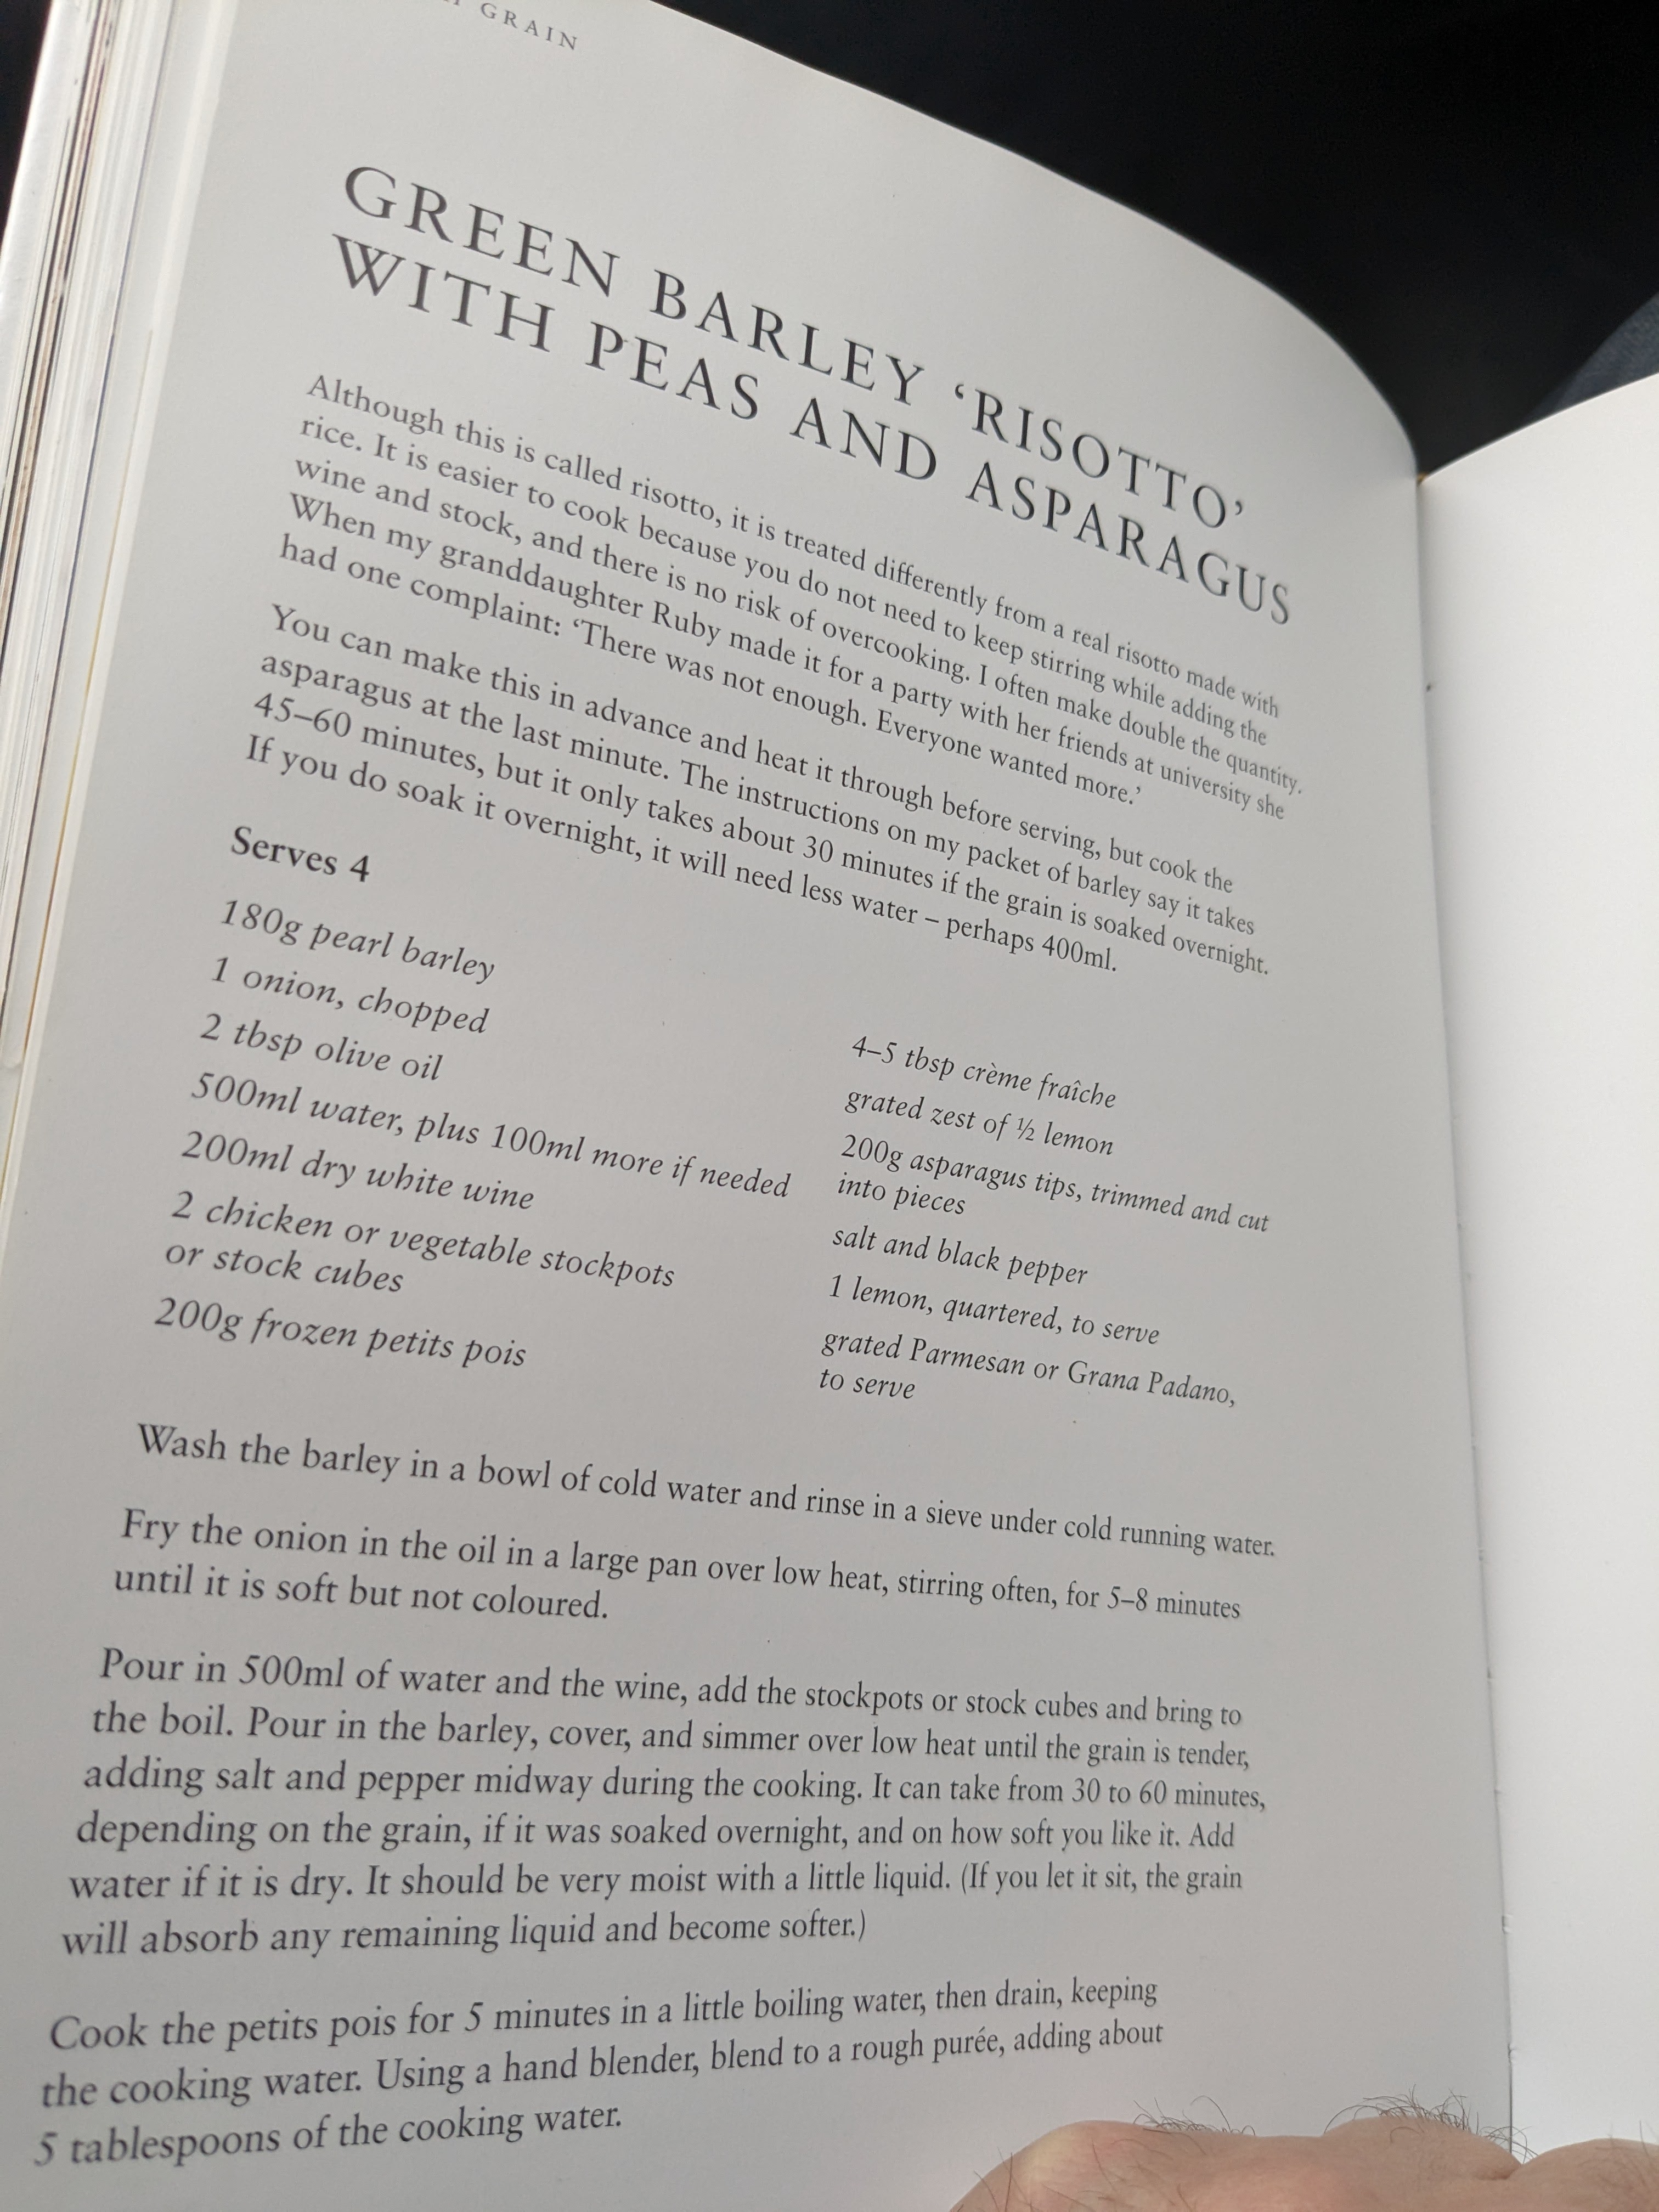 GRAIN
GREEN BARLEY ‘RISOTTO’
WITH PEAS AND ASPARAGUS
Although this is called risotto, it is treated differently from a real risotto made with
rice. It is easier to cook because you do not need to keep stirring while adding the
wine and stock, and there is no risk of overcooking. I often make double the quantity.
When my granddaughter Ruby made it for a party with her friends at university she
had one complaint: ‘There was not enough. Everyone wanted more.’
You can make this in advance and heat it through before serving, but cook the
asparagus at the last minute. The instructions on my packet of barley say it takes
45–60 minutes, but it only takes about 30 minutes if the grain is soaked overnight.
If you do soak it overnight, it will need less water – perhaps 400ml.
Serves 4
180g pearl barley
1 onion, chopped
2 tbsp olive oil
500ml water, plus 100ml more if needed
200ml dry white wine
2 chicken or vegetable stockpots
or stock cubes
200g frozen petits pois
4–5 tbsp crème fraîche
grated zest of ½ lemon
200g asparagus tips, trimmed and cut
into pieces
salt and black pepper
1 lemon, quartered, to serve
grated Parmesan or Grana Padano,
to serve
Wash the barley in a bowl of cold water and rinse in a sieve under cold running water.
Fry the onion in the oil in a large pan over low heat, stirring often, for 5–8 minutes
until it is soft but not coloured.
Pour in 500ml of water and the wine, add the stockpots or stock cubes and bring to
the boil. Pour in the barley, cover, and simmer over low heat until the grain is tender,
adding salt and pepper midway during the cooking. It can take from 30 to 60 minutes,
depending on the grain, if it was soaked overnight, and on how soft you like it. Add
water if it is dry. It should be very moist with a little liquid. (If you let it sit, the grain
will absorb any remaining liquid and become softer.)
Cook the petits pois for 5 minutes in a little boiling water, then drain, keeping
the cooking water. Using a hand blender, blend to a rough purée, adding about
5 tablespoons of the cooking water.